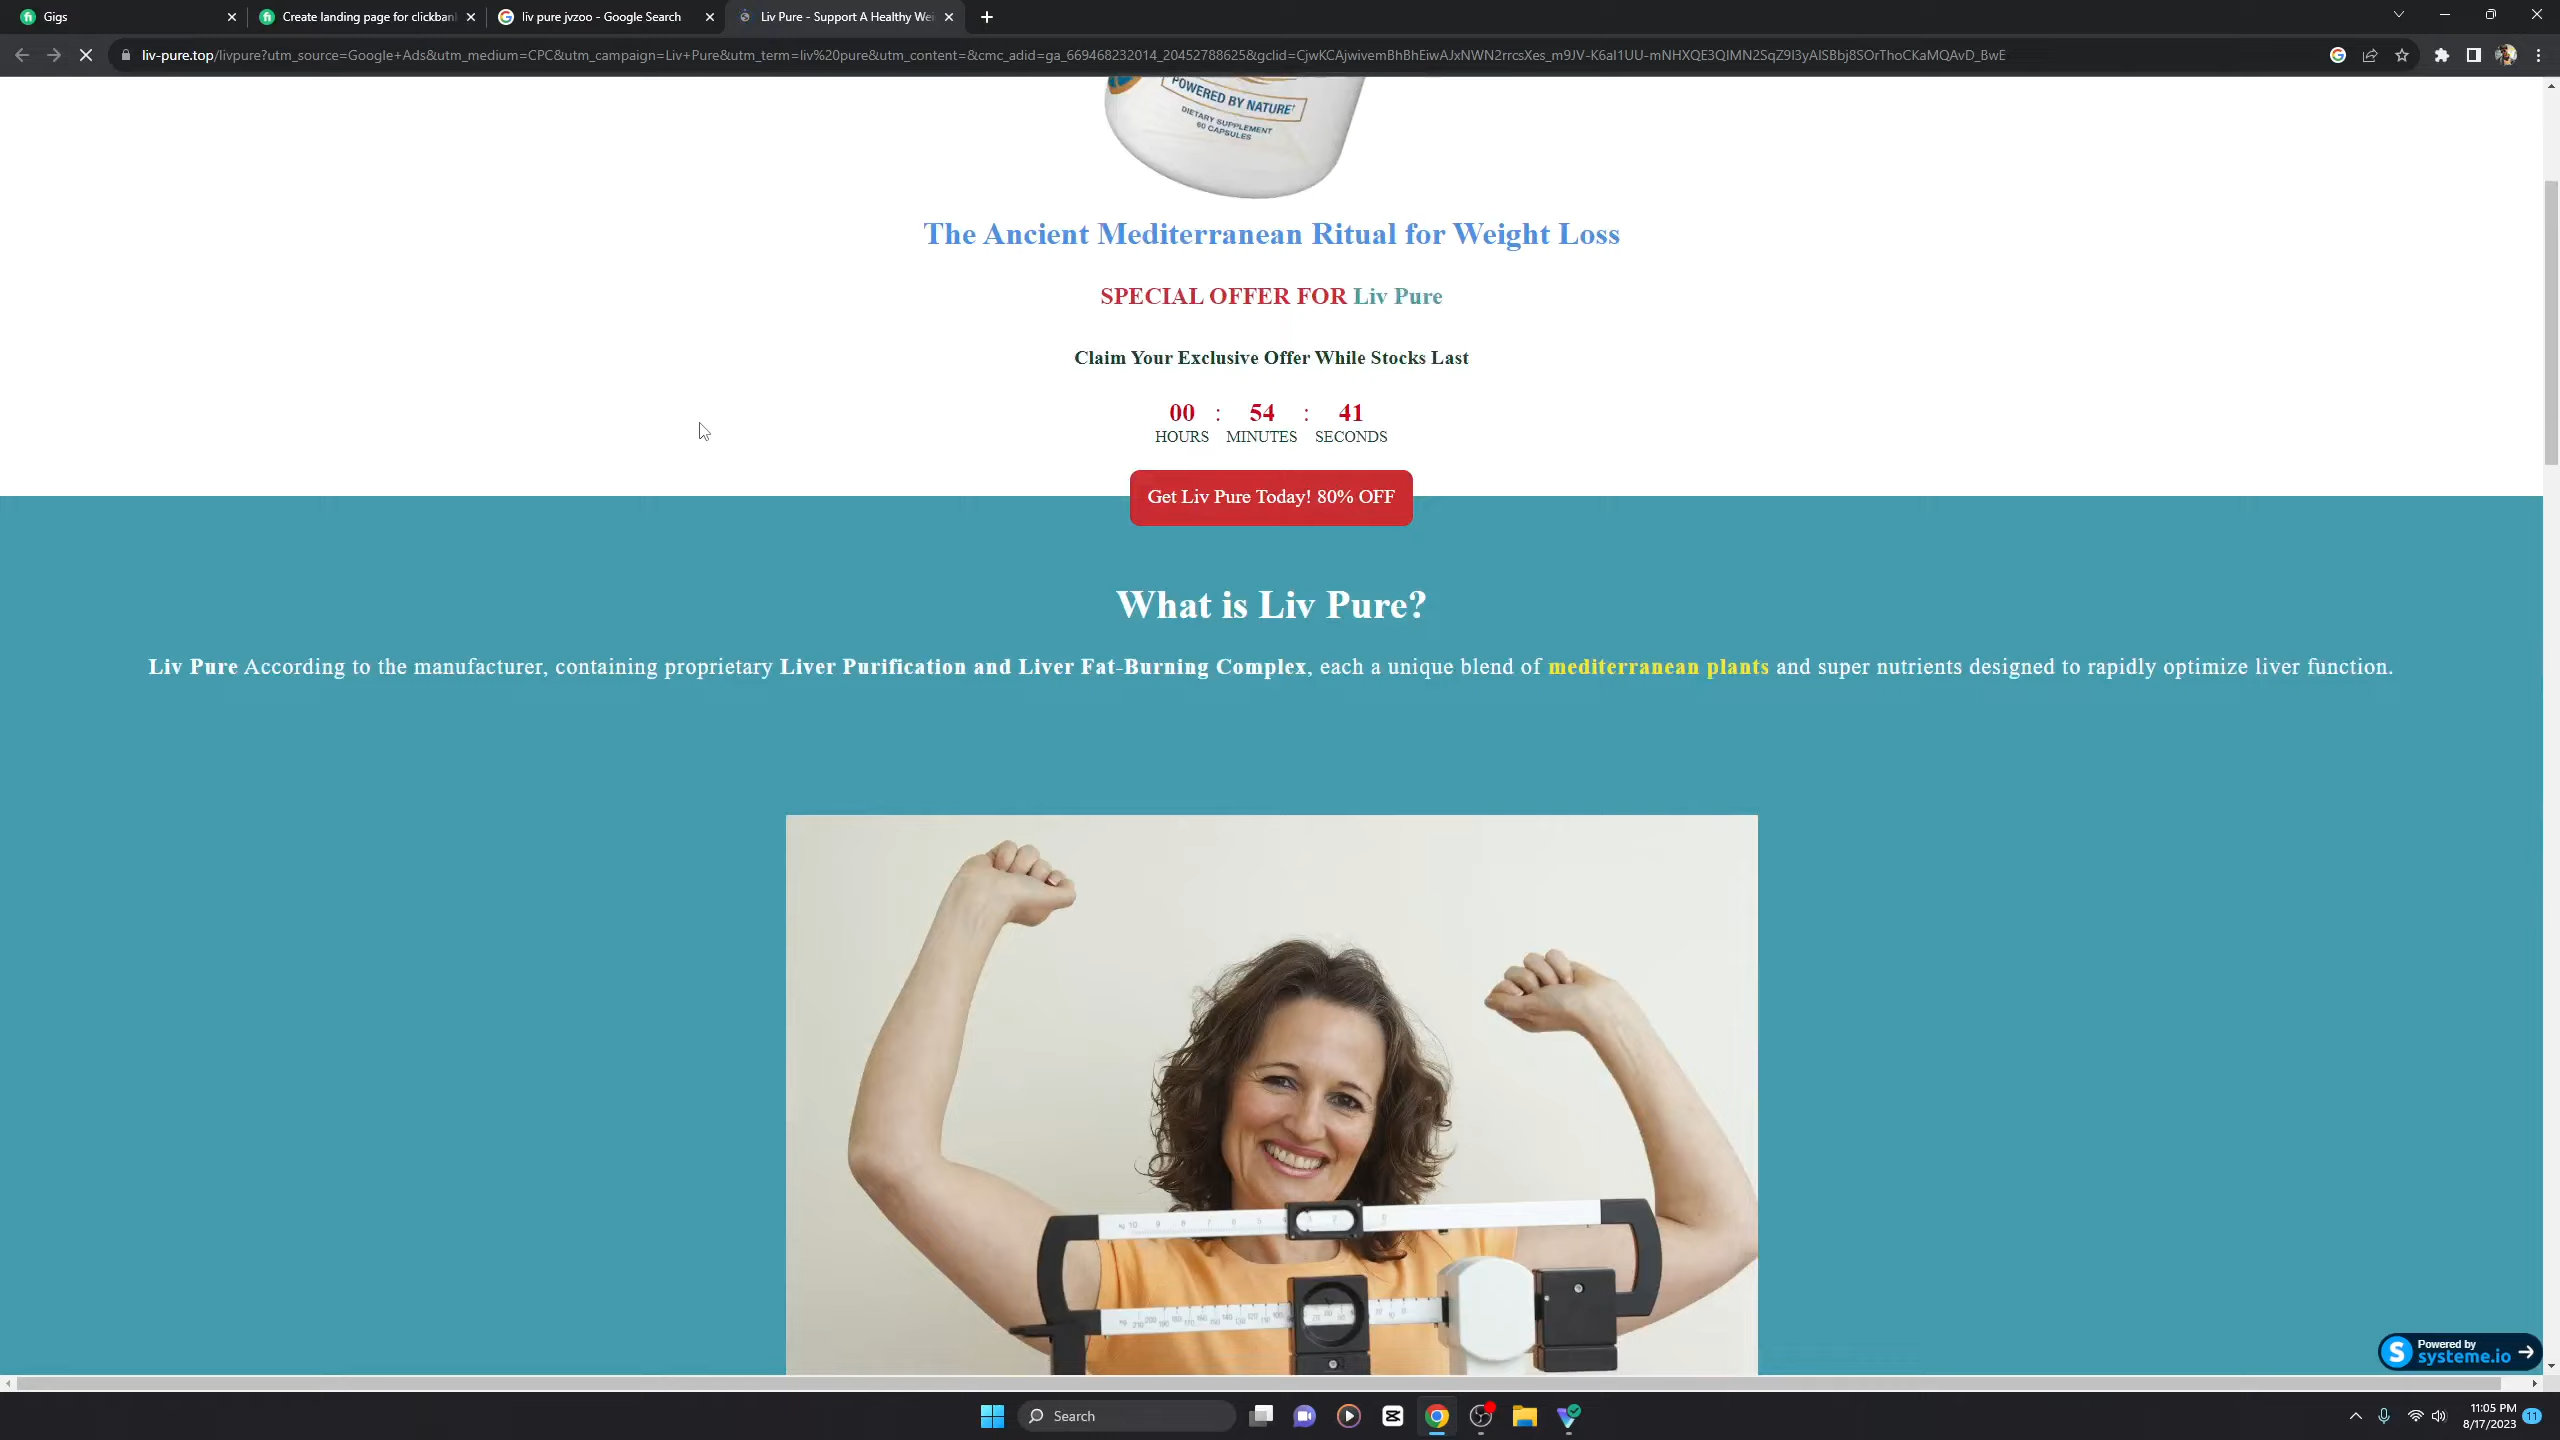 Gigs
Create landing page for clickban
liv pure jvzoo - Google Search
Liv Pure - Support A Healthy Wei
liv-pure.top/livpure?utm_source=Google+Ads&utm_medium=CPC&utm_campaign=Liv+Pure&utm_term=liv%20pure&utm_content=&cmc_adid=ga_669468232014_20452788625&gclid=CjwKCAjwivemBhBhEiwAJxNWN2rrcsXes_m9JV-K6aI1UU-mNHXQE3QIMN2SqZ9I3yAISBbj8SOrThoCKaMQAvD_BwE
POWERED BY NATURE†
DIETARY SUPPLEMENT
60 CAPSULES
The Ancient Mediterranean Ritual for Weight Loss
SPECIAL OFFER FOR Liv Pure
Claim Your Exclusive Offer While Stocks Last
00 : 54 : 41
HOURS MINUTES SECONDS
Get Liv Pure Today! 80% OFF
What is Liv Pure?
Liv Pure According to the manufacturer, containing proprietary Liver Purification and Liver Fat-Burning Complex, each a unique blend of mediterranean plants and super nutrients designed to rapidly optimize liver function.
Powered by
systeme.io
Search
11:05 PM
8/17/2023
11